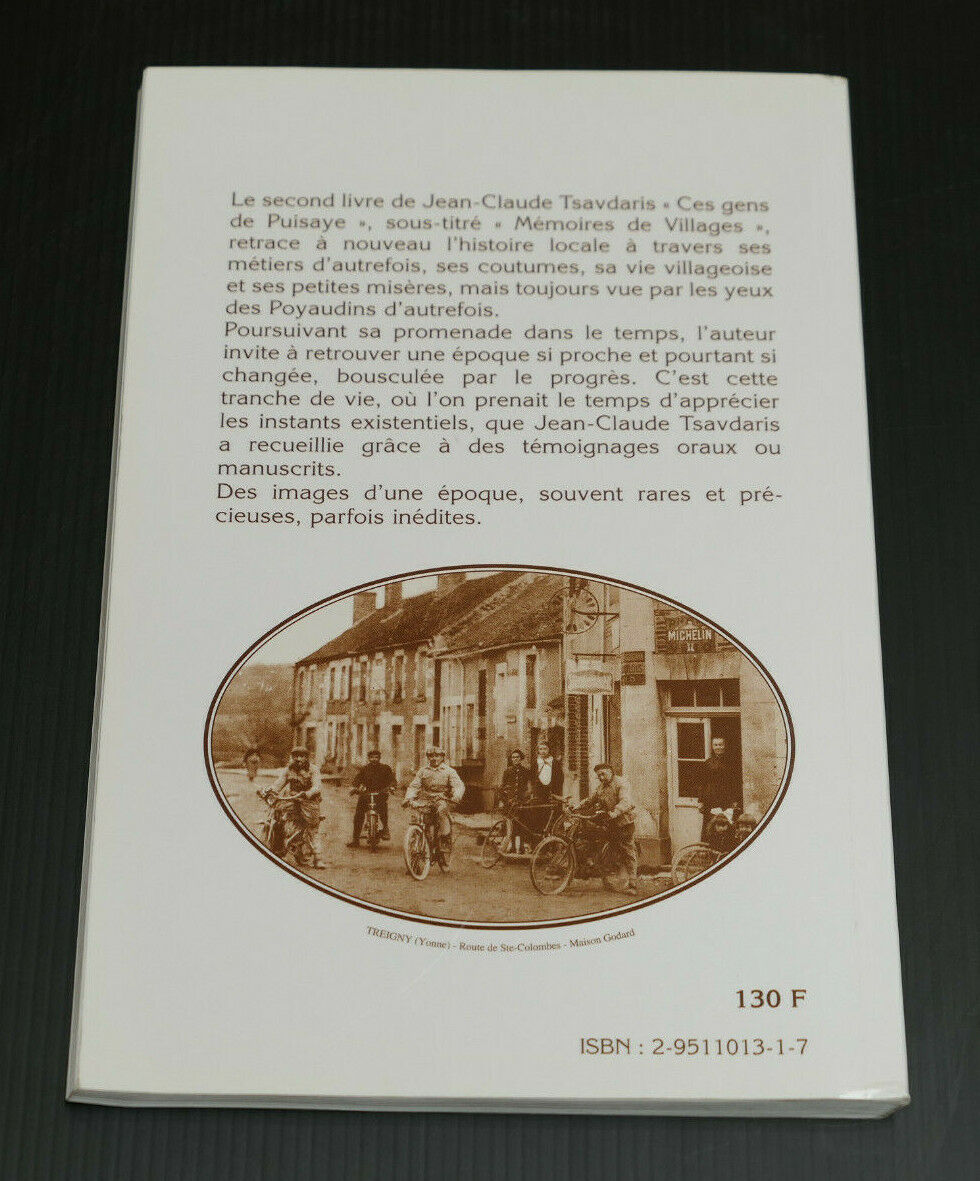 Le second livre de Jean-Claude Tsavdaris « Ces gens
de Puisaye », sous-titré « Mémoires de Villages »,
retrace à nouveau l'histoire locale à travers ses
métiers d'autrefois, ses coutumes, sa vie villageoise
et ses petites misères, mais toujours vue par les yeux
des Poyaudins d'autrefois.
Poursuivant sa promenade dans le temps, l'auteur
invite à retrouver une époque si proche et pourtant si
changée, bousculée par le progrès. C'est cette
tranche de vie, où l'on prenait le temps d'apprécier
les instants existentiels, que Jean-Claude Tsavdaris
a recueillie grâce à des témoignages oraux ou
manuscrits.
Des images d'une époque, souvent rares et pré-
cieuses, parfois inédites.
MICHELIN
TREIGNY (Yonne) - Route de Ste-Colombes - Maison Godard
130 F
ISBN : 2-9511013-1-7